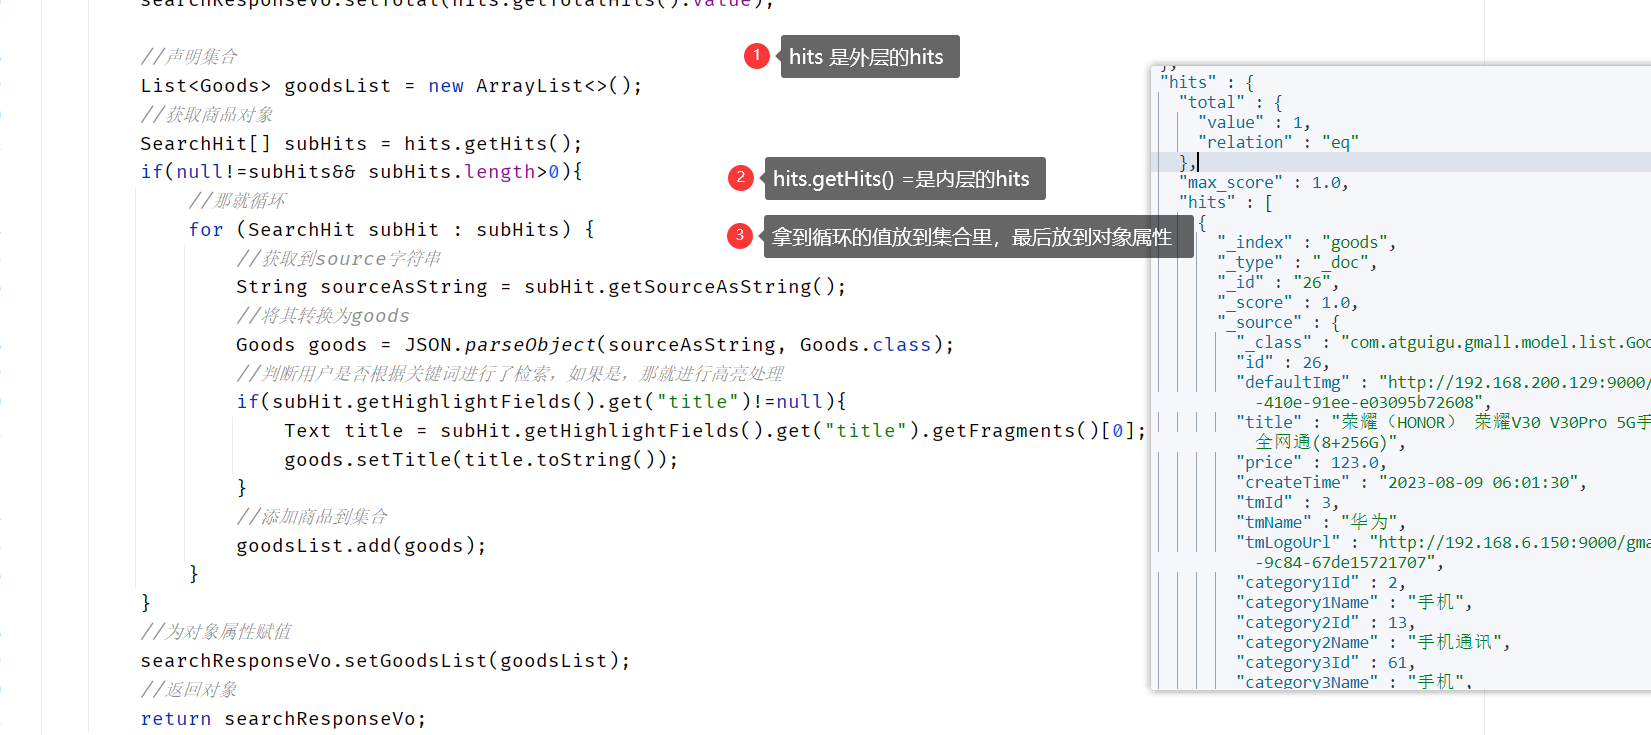 searchResponseVo.setTotal(hits.getTotalHits().value);
//声明集合
List<Goods> goodsList = new ArrayList<>();
//获取商品对象
SearchHit[] subHits = hits.getHits();
if(null!=subHits&& subHits.length>0){
//那就循环
for (SearchHit subHit : subHits) {
//获取到source字符串
String sourceAsString = subHit.getSourceAsString();
//将其转换为goods
Goods goods = JSON.parseObject(sourceAsString, Goods.class);
//判断用户是否根据关键词进行了检索，如果是，那就进行高亮处理
if(subHit.getHighlightFields().get("title")!=null){
Text title = subHit.getHighlightFields().get("title").getFragments()[0];
goods.setTitle(title.toString());
}
//添加商品到集合
goodsList.add(goods);
}
}
//为对象属性赋值
searchResponseVo.setGoodsList(goodsList);
//返回对象
return searchResponseVo;
1 hits 是外层的hits
2 hits.getHits() =是内层的hits
3 拿到循环的值放到集合里，最后放到对象属性
},
"hits" : {
"total" : {
"value" : 1,
"relation" : "eq"
},
"max_score" : 1.0,
"hits" : [
{
"_index" : "goods",
"_type" : "_doc",
"_id" : "26",
"_score" : 1.0,
"_source" : {
"_class" : "com.atguigu.gmall.model.list.Goo
"id" : 26,
"defaultImg" : "http://192.168.200.129:9000/
-410e-91ee-e03095b72608",
"title" : "荣耀（HONOR） 荣耀V30 V30Pro 5G手
全网通(8+256G)",
"price" : 123.0,
"createTime" : "2023-08-09 06:01:30",
"tmId" : 3,
"tmName" : "华为",
"tmLogoUrl" : "http://192.168.6.150:9000/gma
-9c84-67de15721707",
"category1Id" : 2,
"category1Name" : "手机",
"category2Id" : 13,
"category2Name" : "手机通讯",
"category3Id" : 61,
"category3Name" : "手机",